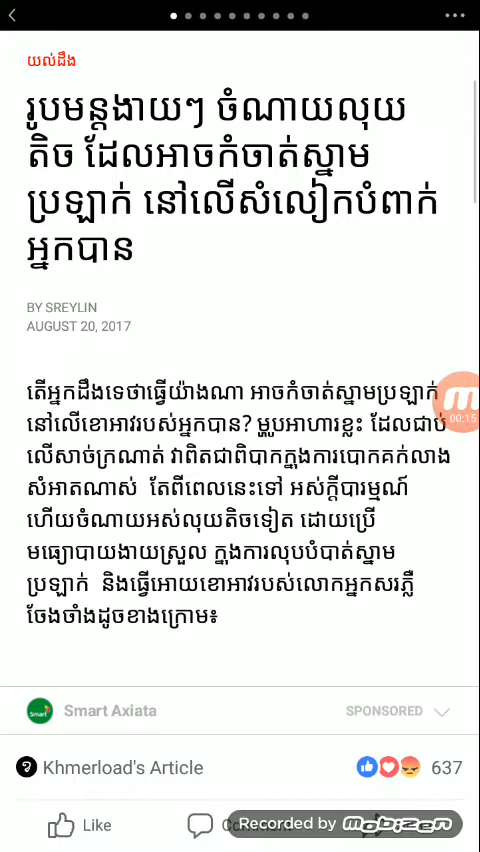 យល់ដឹង
រូបមន្តងាយៗ ចំណាយលុយ
តិច ដែលអាចកំចាត់ស្នាម
ប្រឡាក់ នៅលើសំលៀកបំពាក់
អ្នកបាន
BY SREYLIN
AUGUST 20, 2017
តើអ្នកដឹងទេថាធ្វើយ៉ាងណា អាចកំចាត់ស្នាមប្រឡាក់
នៅលើខោអាវរបស់អ្នកបាន? ម្ហូបអាហារខ្លះ ដែលជាប់
00:15
លើសាច់ក្រណាត់ វាពិតជាពិបាកក្នុងការបោកគក់លាង
សំអាតណាស់ តែពីពេលនេះទៅ អស់ក្តីបារម្មណ៍
ហើយចំណាយអស់លុយតិចទៀត ដោយប្រើ
មធ្យោបាយងាយស្រួល ក្នុងការលុបបំបាត់ស្នាម
ប្រឡាក់ និងធ្វើអោយខោអាវរបស់លោកអ្នកសរភ្លឺ
ចែងចាំងដូចខាងក្រោម៖
Smart Smart Axiata SPONSORED
Khmerload's Article 637
Like
Recorded by mobizen